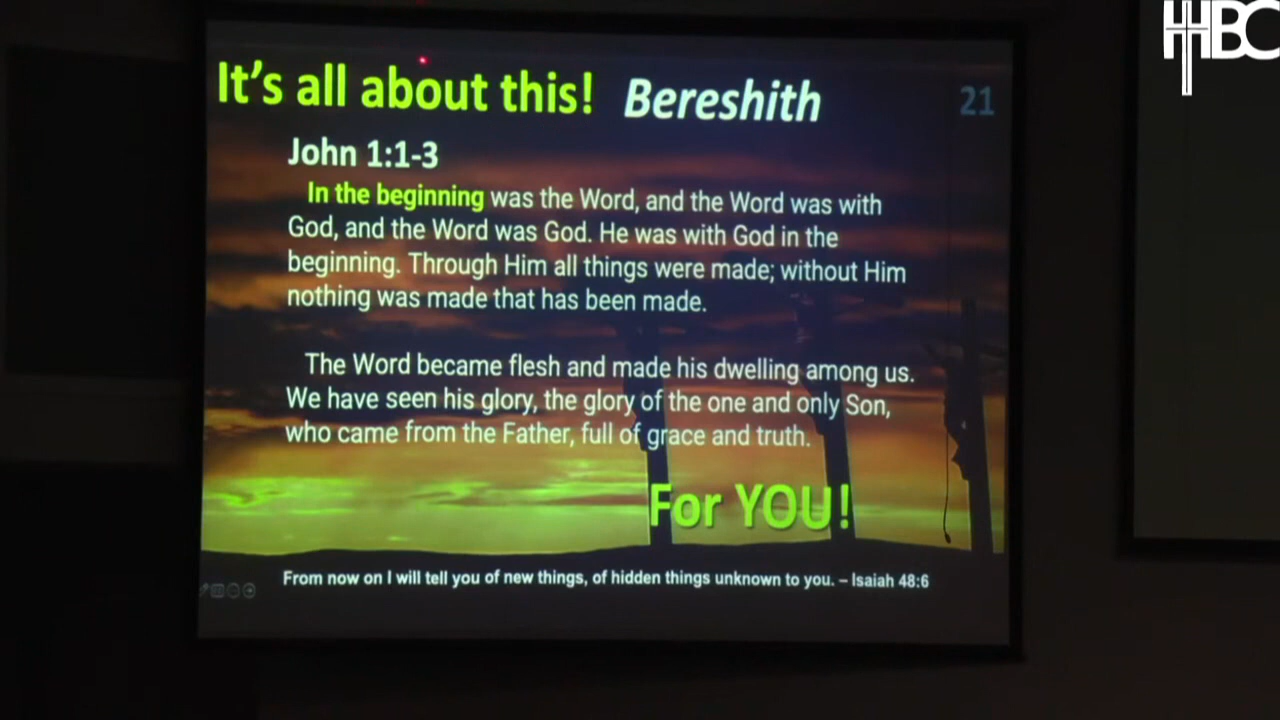 HBC
It's all about this! Bereshith
21
John 1:1-3
In the beginning was the Word, and the Word was with
God, and the Word was God. He was with God in the
beginning. Through Him all things were made; without Him
nothing was made that has been made.
The Word became flesh and made his dwelling among us.
We have seen his glory, the glory of the one and only Son,
who came from the Father, full of grace and truth.
For YOU!
From now on I will tell you of new things, of hidden things unknown to you. – Isaiah 48:6